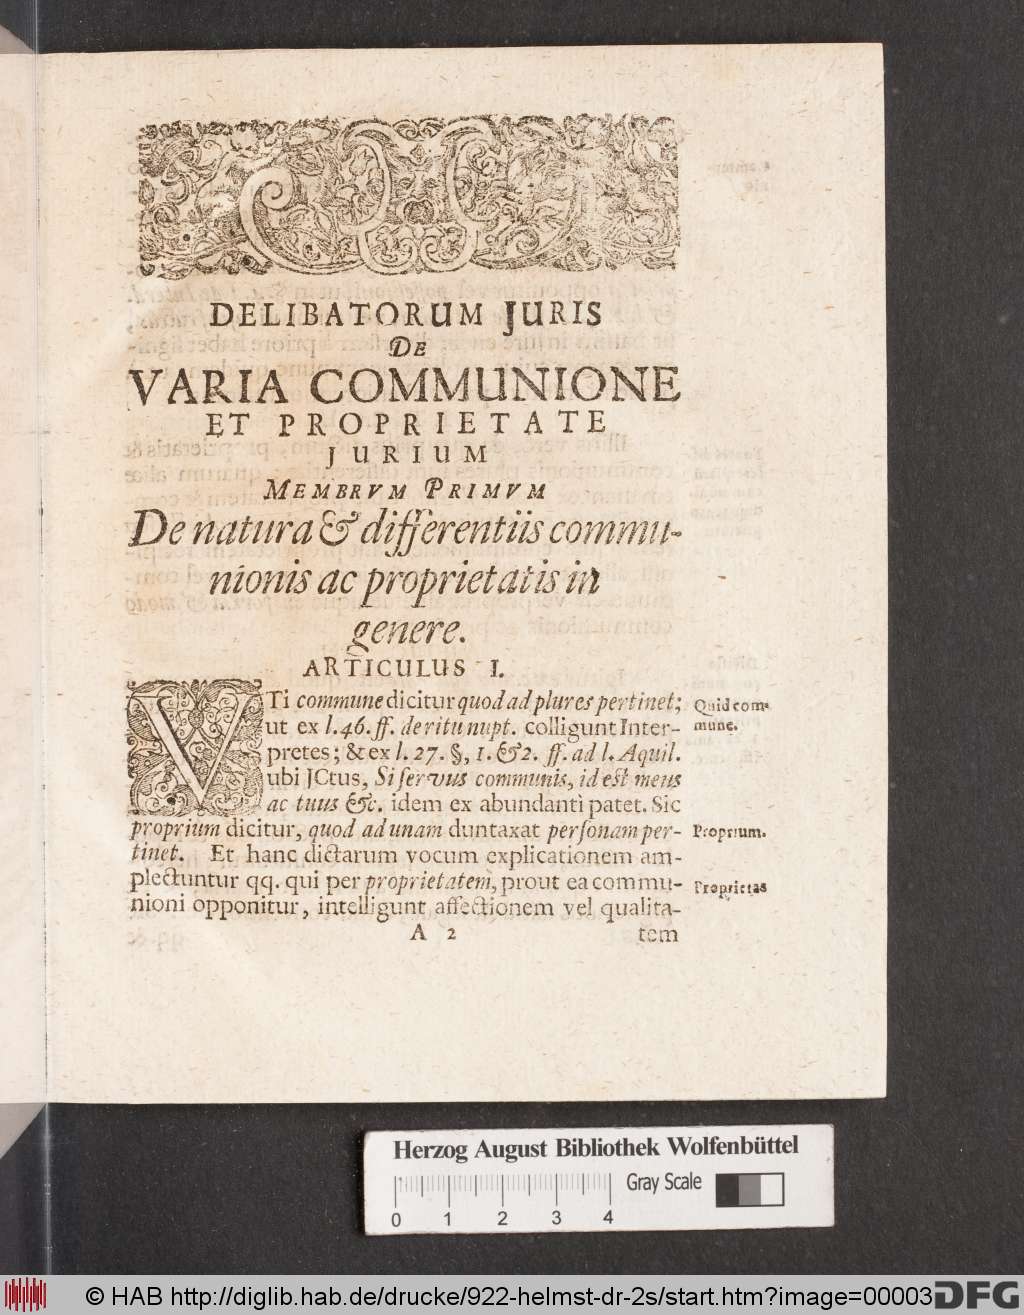 DELIBATORUM JURIS
DE
VARIA COMMUNIONE
ET PROPRIETATE
JURIUM
MEMBRVM PRIMVM
De natura & differentiis commu-
nionis ac proprietatis in
genere.
ARTICULUS I.
VTi commune dicitur quod ad plures pertinet;
Quid com-
ut ex l. 46. ff. de ritu nupt. colligunt Inter-
mune.
pretes; & ex l. 27. §, 1. & 2. ff. ad l. Aquil.
ubi JCtus, Si servus communis, id est meus
ac tuus &c. idem ex abundanti patet. Sic
proprium dicitur, quod ad unam duntaxat personam per-
Proprium.
tinet. Et hanc dictarum vocum explicationem am-
plectuntur qq. qui per proprietatem, prout ea commu-
Proprietas
nioni opponitur, intelligunt affectionem vel qualita-
A 2
tem
Herzog August Bibliothek Wolfenbüttel
Gray Scale
0 1 2 3 4
© HAB http://diglib.hab.de/drucke/922-helmst-dr-2s/start.htm?image=00003
DFG